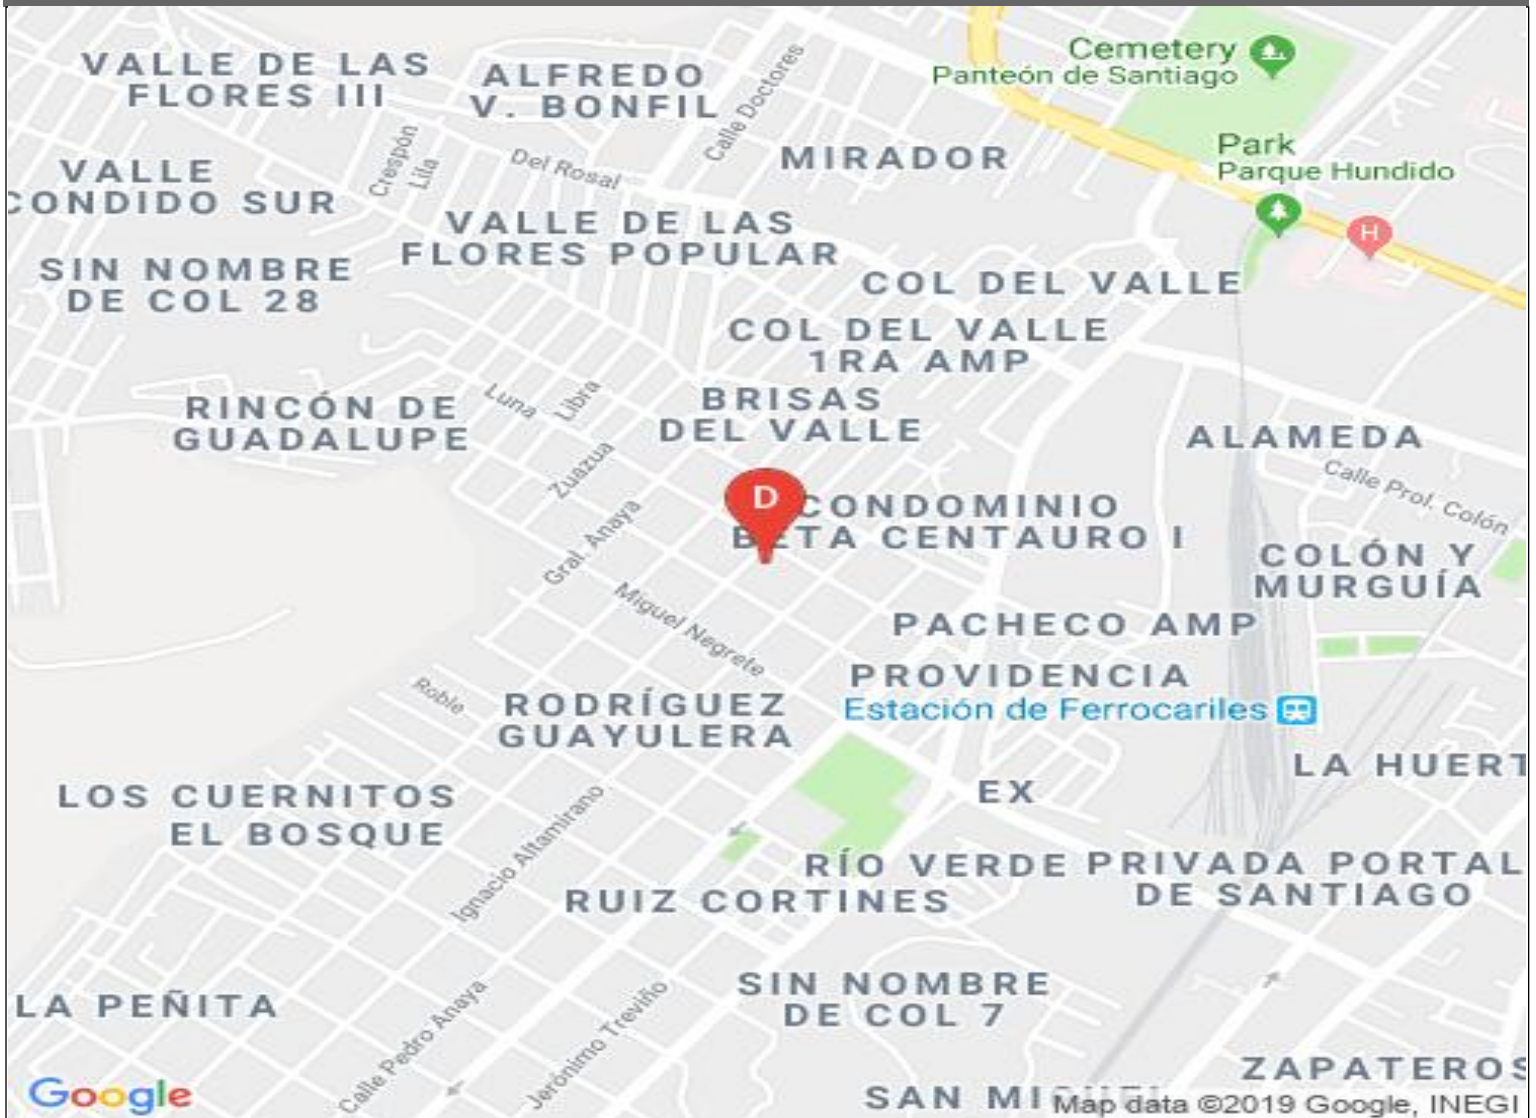 VALLE DE LAS
FLORES III
ALFREDO
V. BONFIL
Calle Doctores
Cemetery
Panteón de Santiago
MIRADOR
Park
Parque Hundido
VALLE
CONDIDO SUR
Crespón
Lila
Del Rosal
VALLE DE LAS
FLORES POPULAR
H
SIN NOMBRE
DE COL 28
COL DEL VALLE
COL DEL VALLE
1RA AMP
RINCÓN DE
GUADALUPE
Luna
Libra
BRISAS
DEL VALLE
ALAMEDA
Zuazua
Calle Prol. Colón
D
CONDOMINIO
BETA CENTAURO I
Gral. Anaya
COLÓN Y
MURGUÍA
Miguel Negrete
PACHECO AMP
PROVIDENCIA
Estación de Ferrocariles
Roble
RODRÍGUEZ
GUAYULERA
LA HUERT
LOS CUERNITOS
EL BOSQUE
EX
Ignacio Altamirano
RÍO VERDE
PRIVADA PORTAL
DE SANTIAGO
RUIZ CORTINES
SIN NOMBRE
DE COL 7
LA PEÑITA
Calle Pedro Anaya
Jerónimo Treviño
ZAPATEROS
Google
SAN MIGUEL
Map data ©2019 Google, INEGI